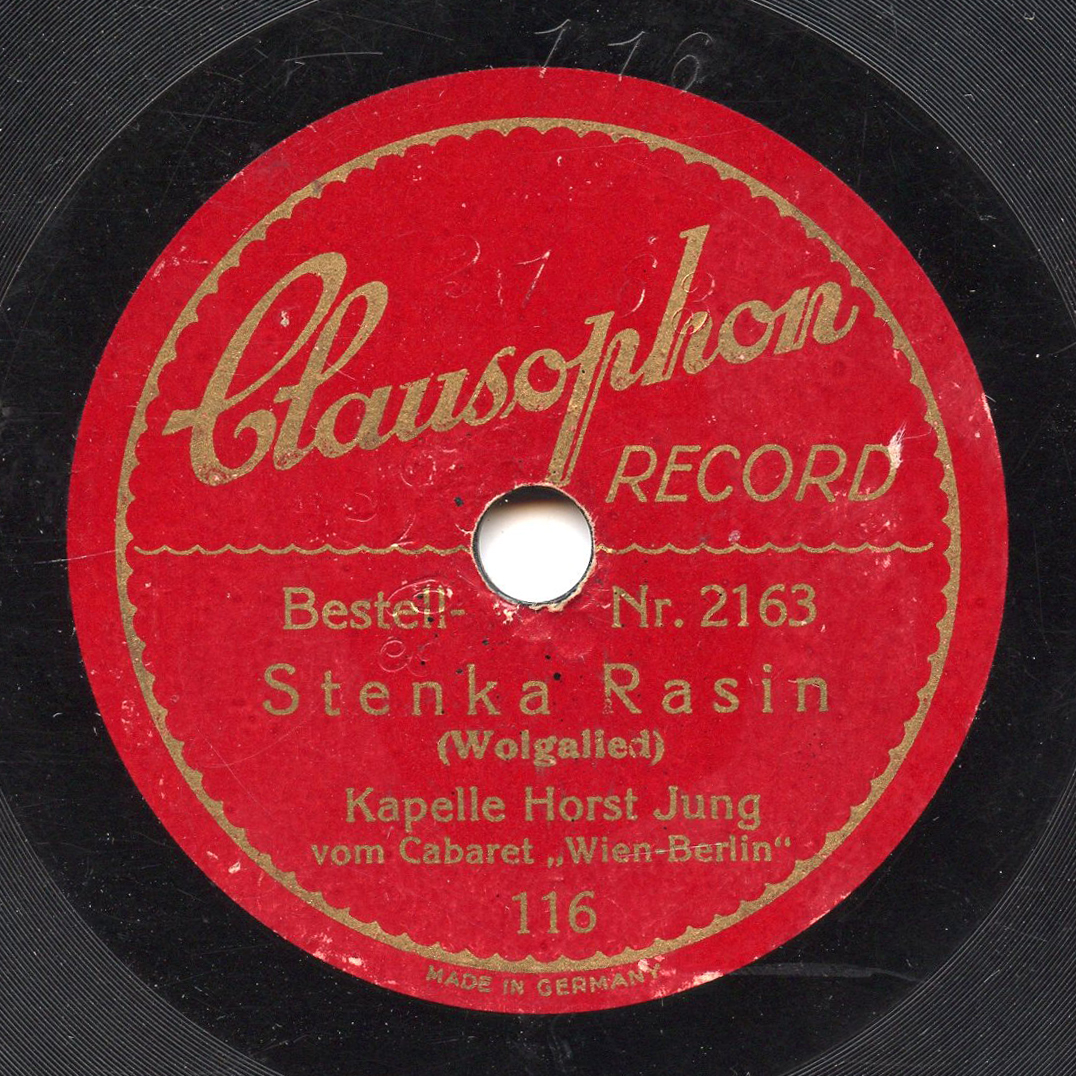 116
Clausophon
RECORD
Bestell- Nr. 2163
Stenka Rasin
(Wolgalied)
Kapelle Horst Jung
vom Cabaret „Wien-Berlin“
116
MADE IN GERMANY